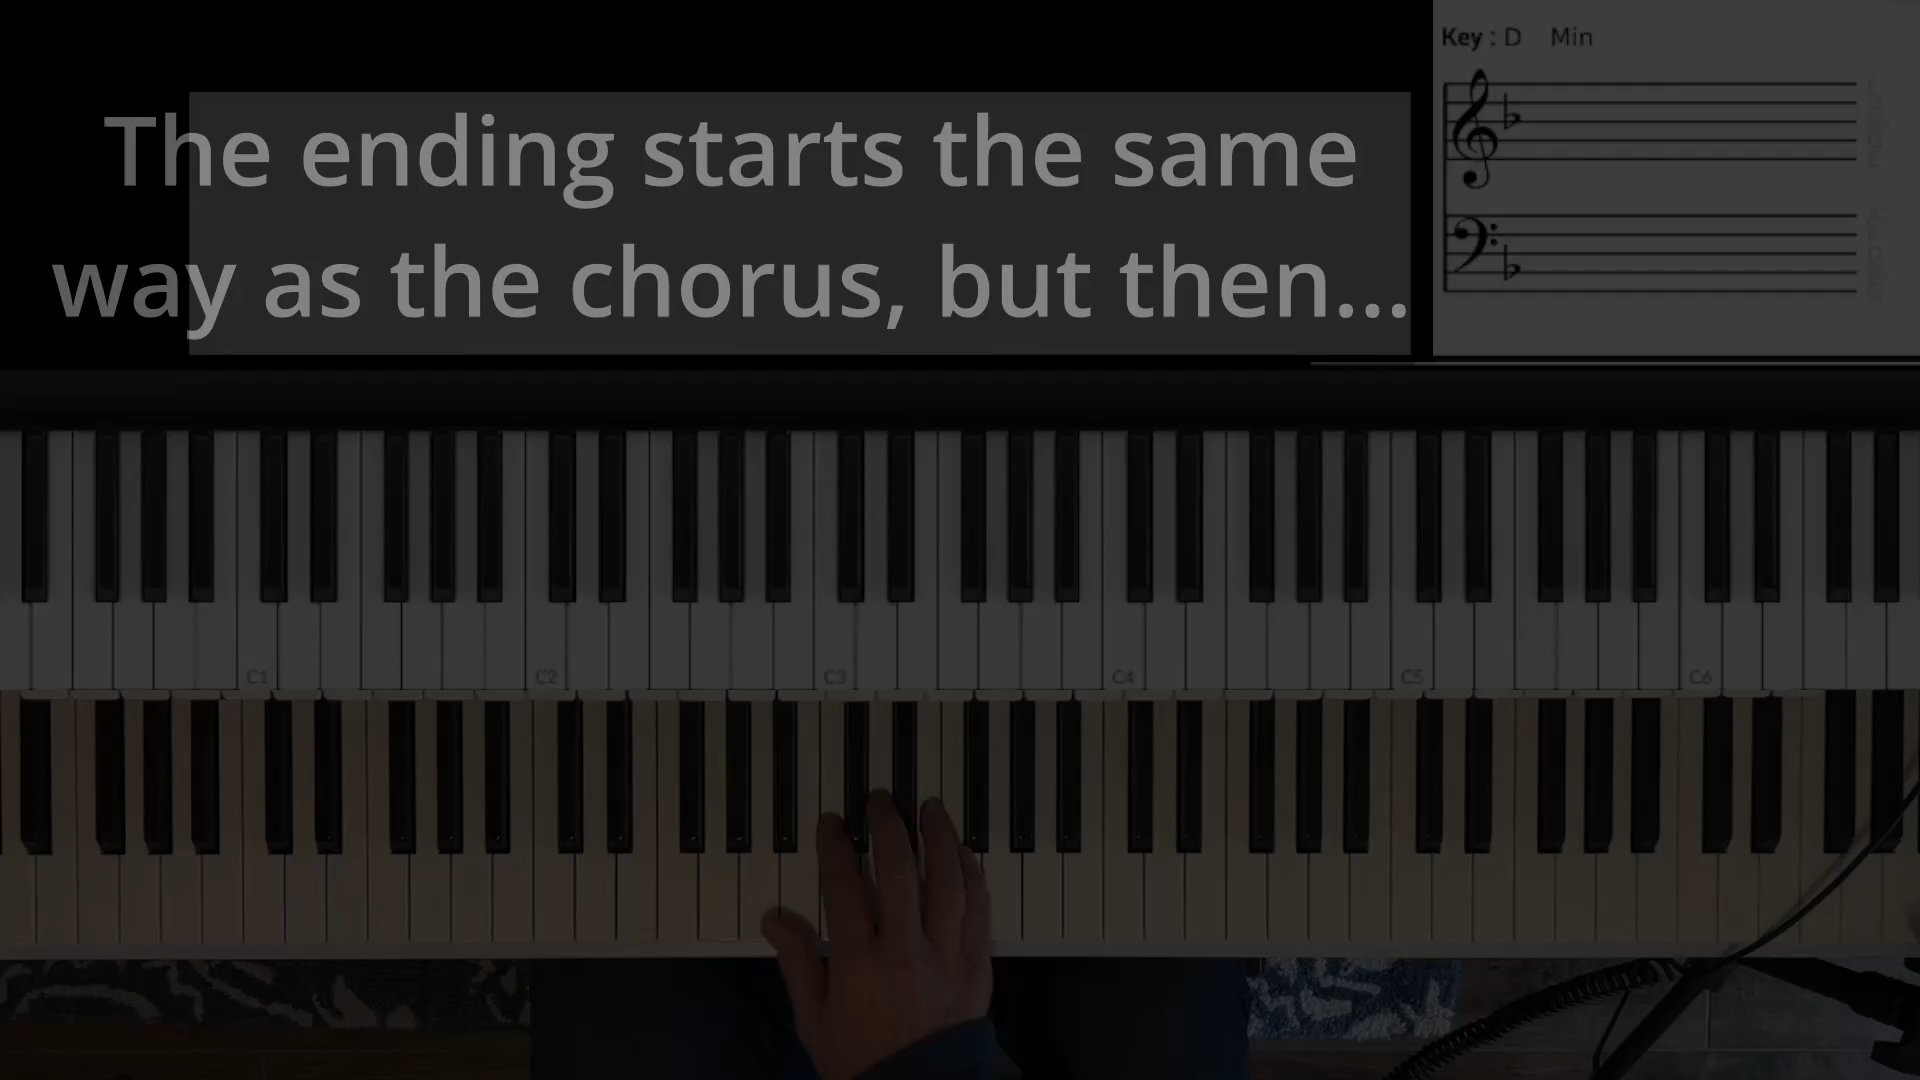 Key : D Min
The ending starts the same
way as the chorus, but then...
C1 C2 C3 C4 C5 C6